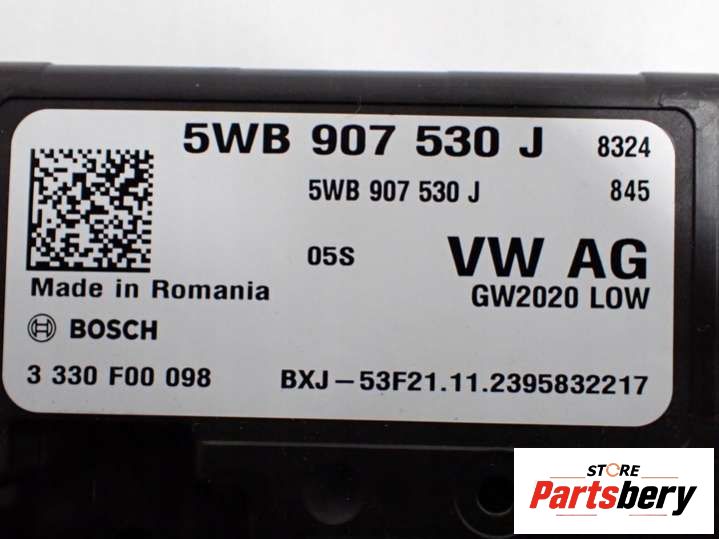 5WB 907 530 J 8324
5WB 907 530 J 845
05S VW AG
Made in Romania GW2020 LOW
BOSCH
3 330 F00 098 BXJ-53F21.11.2395832217
STORE
Partsbery